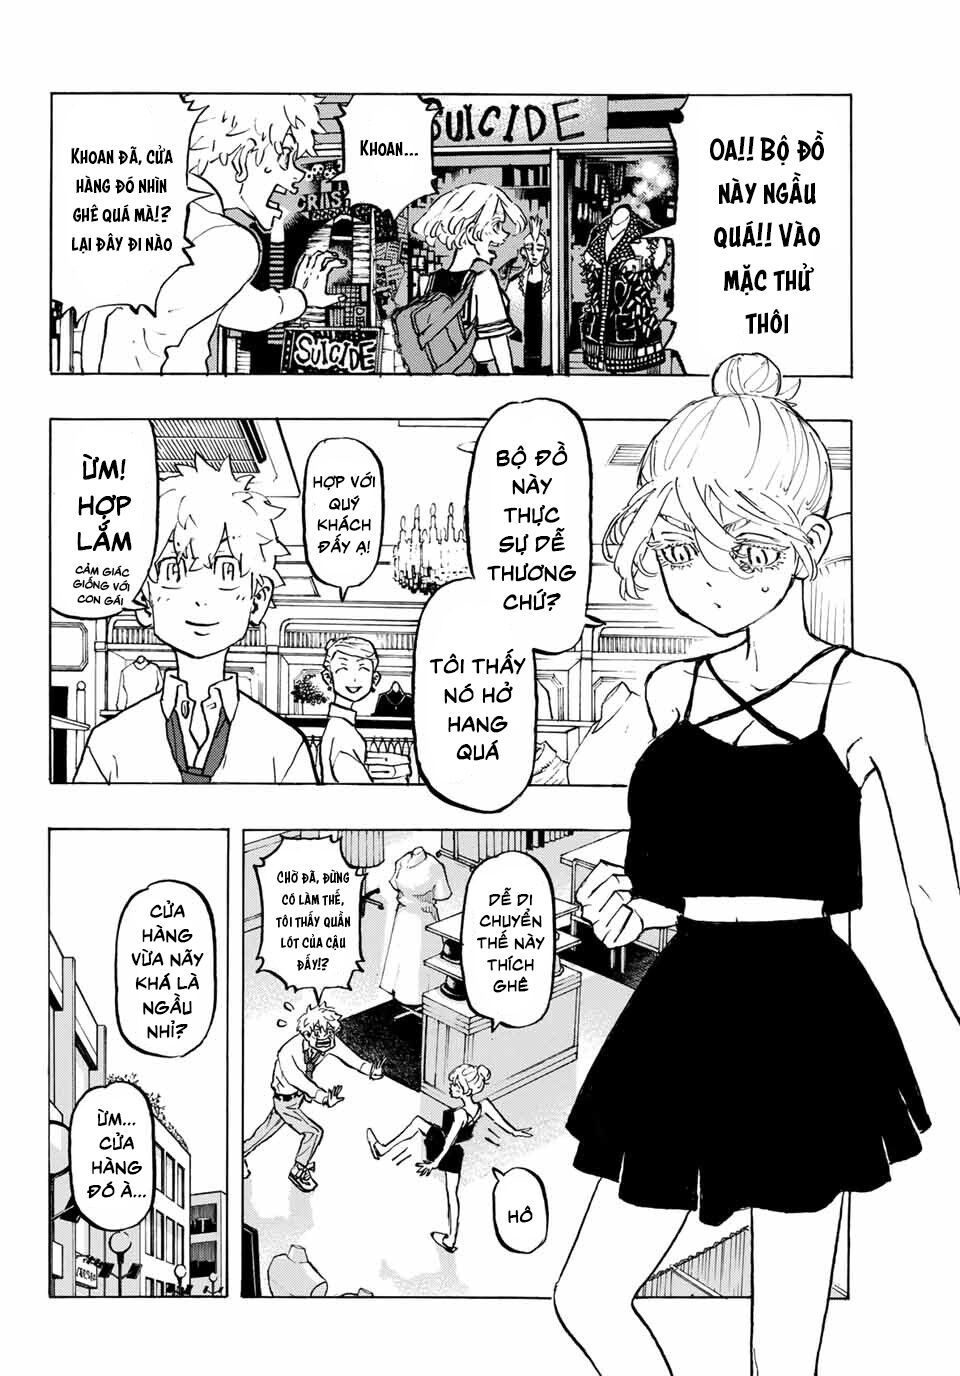 OA!! BỘ ĐỒ
NÀY NGẦU
QUÁ!! VÀO
MẶC THỬ
THÔI
SUICIDE
KHOAN...
KHOAN ĐÃ, CỬA
HÀNG ĐÓ NHÌN
GHÊ QUÁ MÀ!?
LẠI ĐÂY ĐI NÀO
CRUSH
SUICIDE
BỘ ĐỒ
NÀY
THỰC
SỰ DỄ
THƯƠNG
CHỨ?
TÔI THẤY
NÓ HỞ
HANG
QUÁ
HỢP VỚI
QUÝ
KHÁCH
ĐẤY Ạ!
ỪM!
HỢP
LẮM
CẢM GIÁC
GIỐNG VỚI
CON GÁI
DỄ DI
CHUYỂN
THẾ NÀY
THÍCH
GHÊ
CHỜ ĐÃ, ĐỪNG
CÓ LÀM THẾ,
TÔI THẤY QUẦN
LÓT CỦA CẬU
ĐẤY!?
HÔ
CỬA
HÀNG
VỪA NÃY
KHÁ LÀ
NGẦU
NHỈ?
ỪM...
CỬA
HÀNG
ĐÓ À...